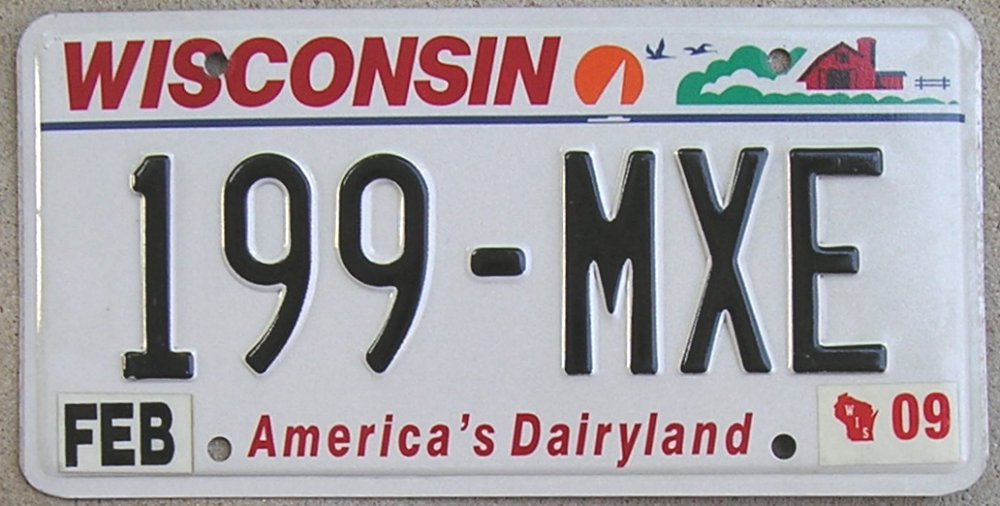 WISCONSIN
199-MXE
FEB America's Dairyland WIS 09